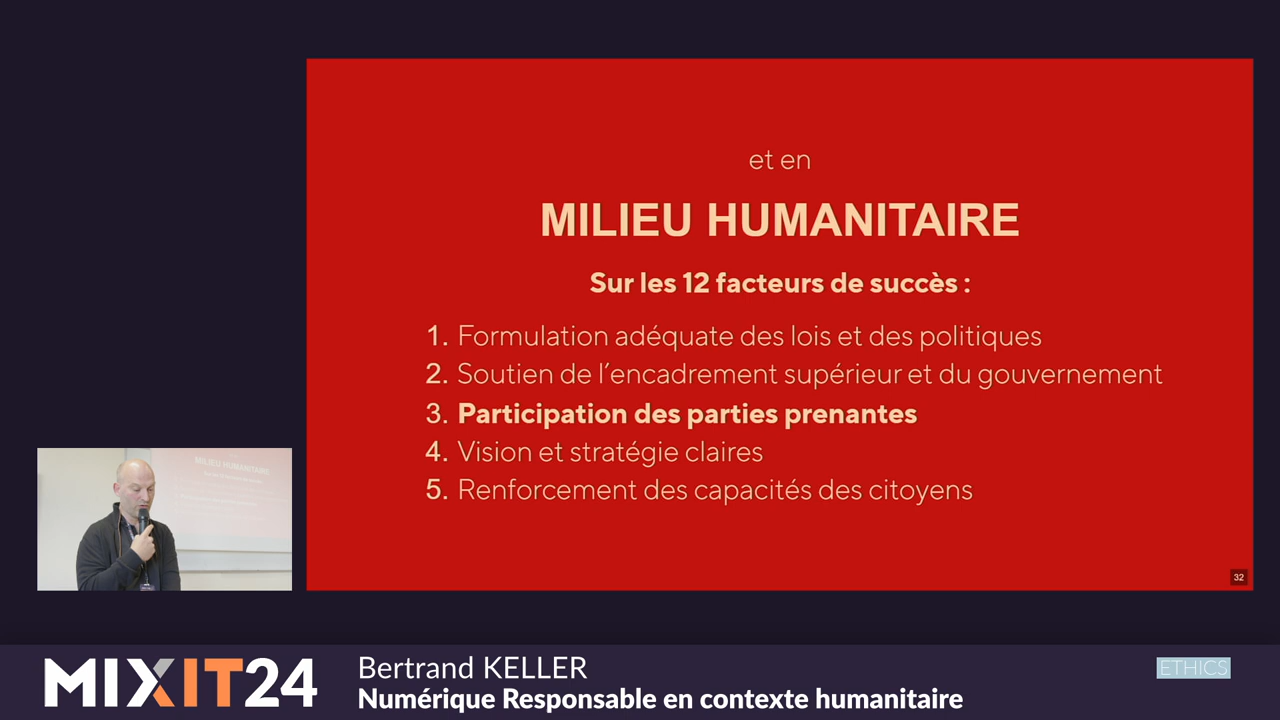 et en
MILIEU HUMANITAIRE
Sur les 12 facteurs de succès :
1. Formulation adéquate des lois et des politiques
2. Soutien de l’encadrement supérieur et du gouvernement
3. Participation des parties prenantes
4. Vision et stratégie claires
5. Renforcement des capacités des citoyens
32
MILIEU HUMANITAIRE
MIXIT24
Bertrand KELLER
Numérique Responsable en contexte humanitaire
ETHICS